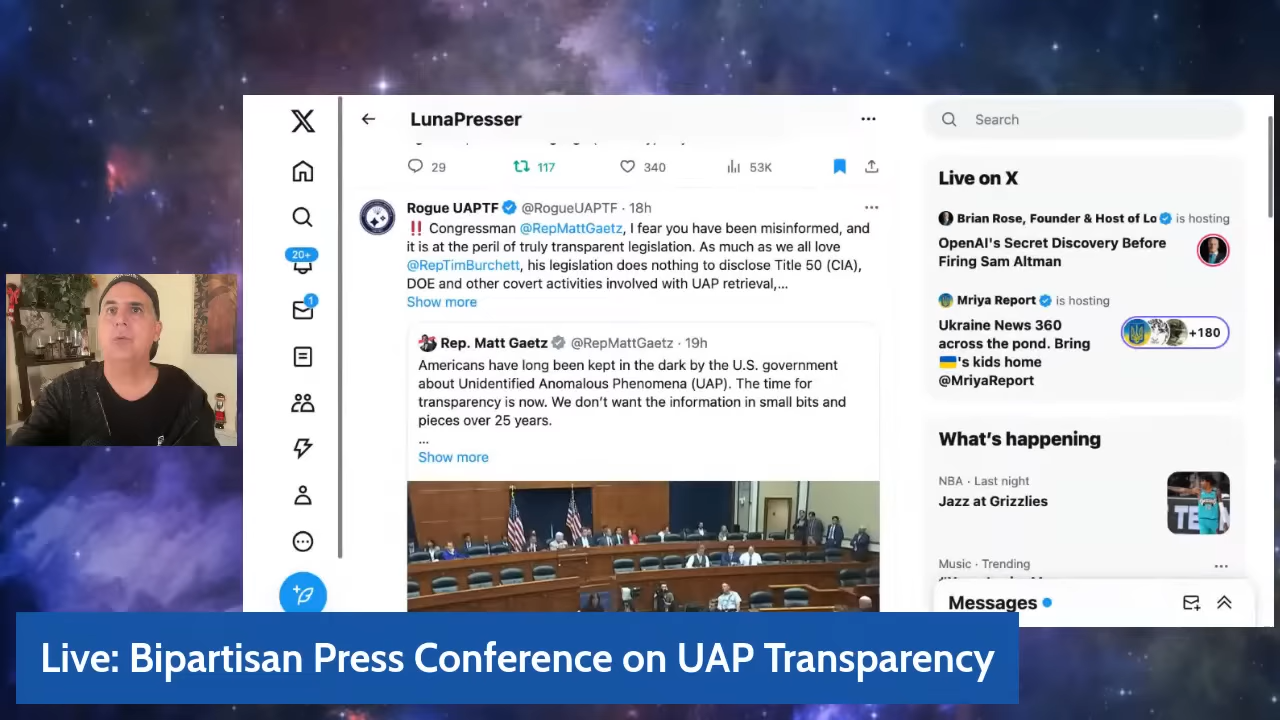 LunaPresser
29 117 340 53K
Rogue UAPTF @RogueUAPTF · 18h
‼️ Congressman @RepMattGaetz, I fear you have been misinformed, and
it is at the peril of truly transparent legislation. As much as we all love
@RepTimBurchett, his legislation does nothing to disclose Title 50 (CIA),
DOE and other covert activities involved with UAP retrieval,...
Show more
Rep. Matt Gaetz @RepMattGaetz · 19h
Americans have long been kept in the dark by the U.S. government
about Unidentified Anomalous Phenomena (UAP). The time for
transparency is now. We don’t want the information in small bits and
pieces over 25 years.
...
Show more
20+
1
Search
Live on X
Brian Rose, Founder & Host of Lo is hosting
OpenAI's Secret Discovery Before
Firing Sam Altman
Mriya Report is hosting
Ukraine News 360
across the pond. Bring
🇺🇦's kids home
@MriyaReport
+180
What’s happening
NBA · Last night
Jazz at Grizzlies
TE
Music · Trending
Messages
Live: Bipartisan Press Conference on UAP Transparency